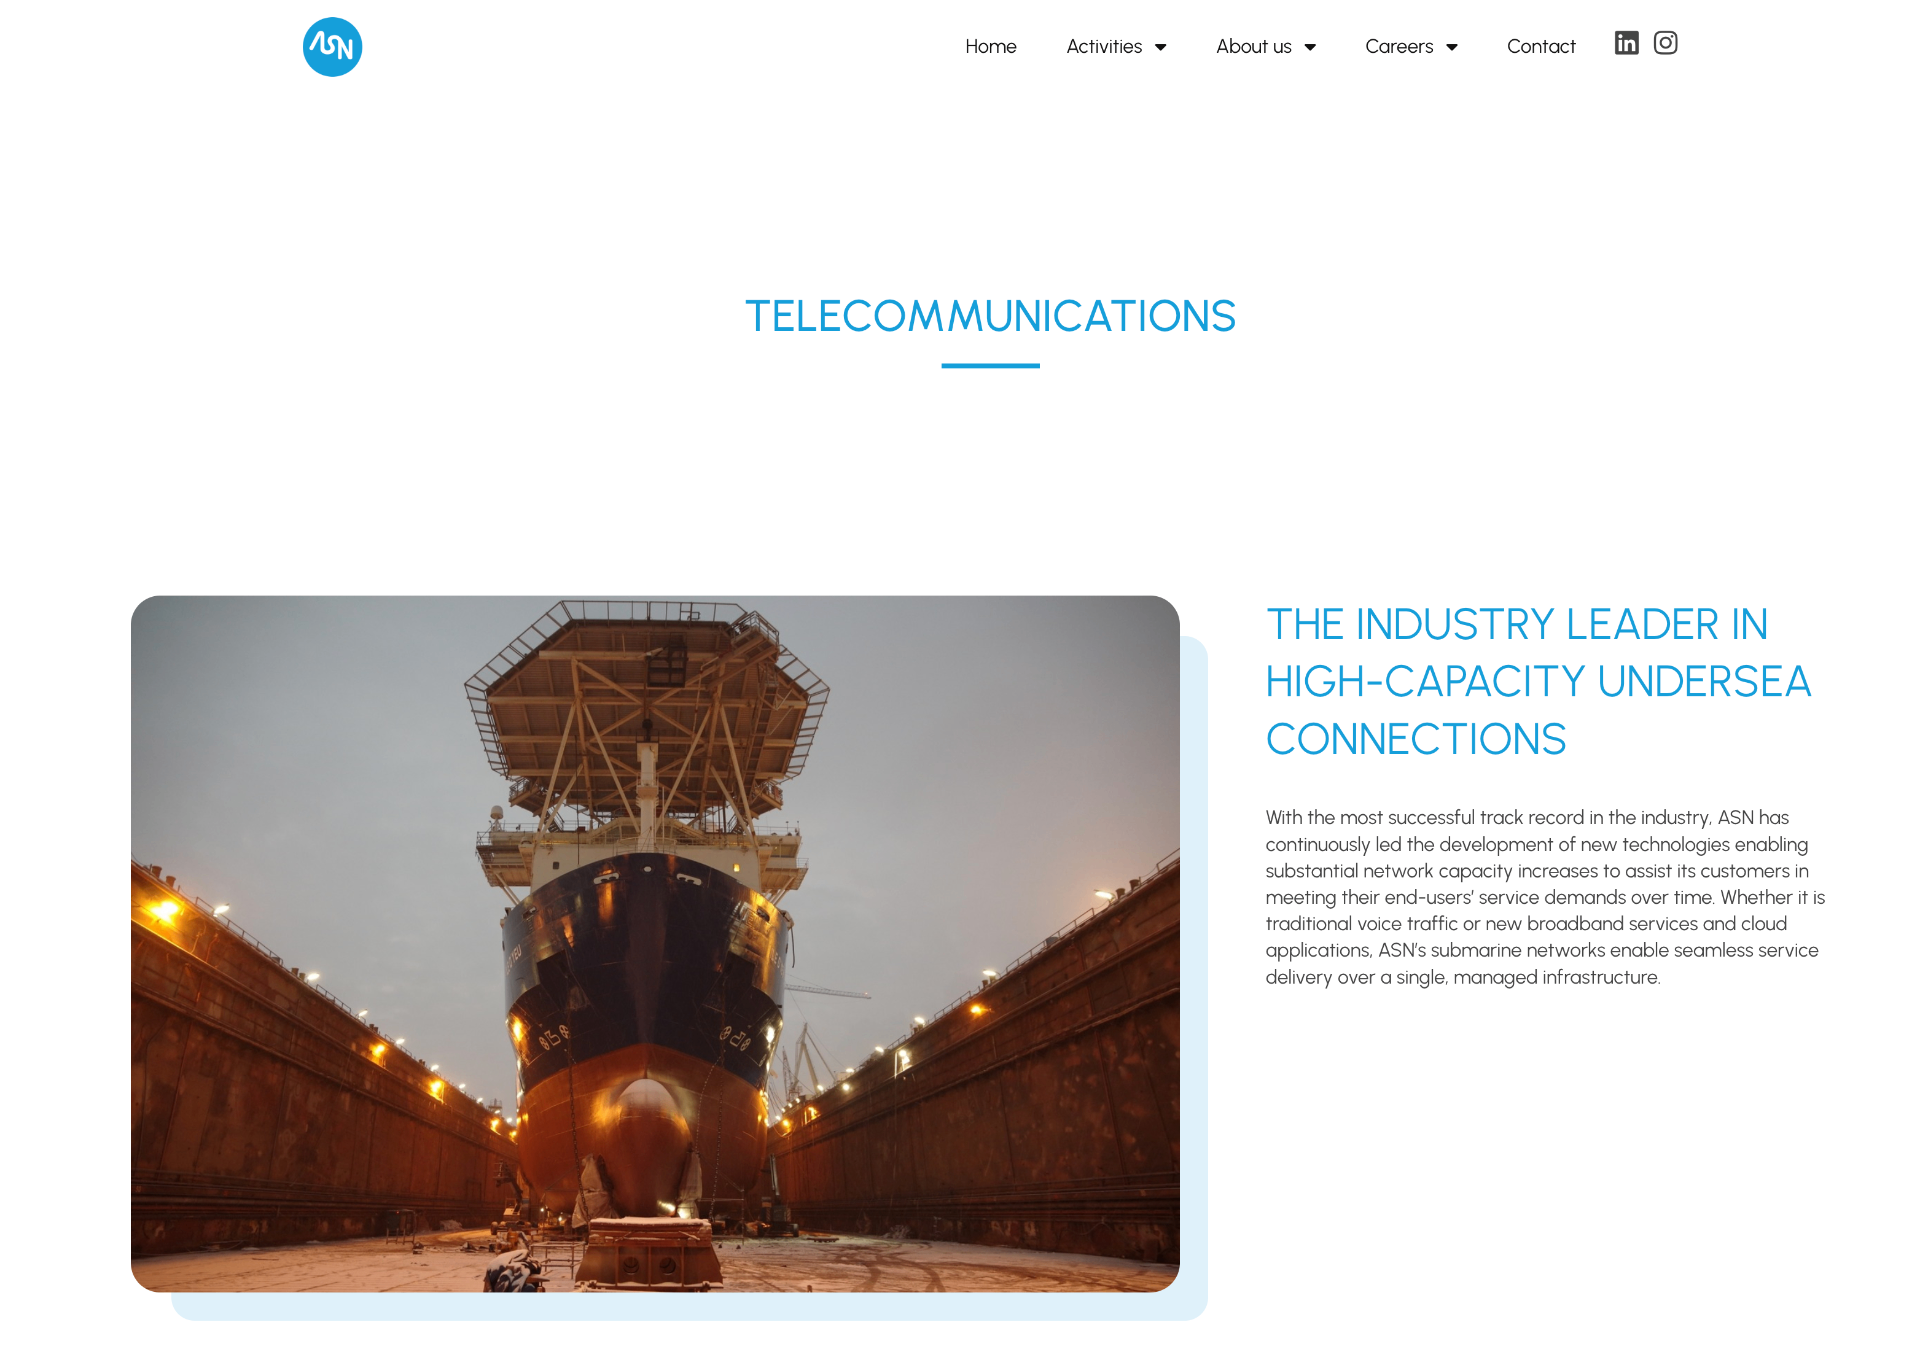 ASN
Home
Activities
About us
Careers
Contact
in
TELECOMMUNICATIONS
THE INDUSTRY LEADER IN
HIGH-CAPACITY UNDERSEA
CONNECTIONS
With the most successful track record in the industry, ASN has
continuously led the development of new technologies enabling
substantial network capacity increases to assist its customers in
meeting their end-users’ service demands over time. Whether it is
traditional voice traffic or new broadband services and cloud
applications, ASN’s submarine networks enable seamless service
delivery over a single, managed infrastructure.